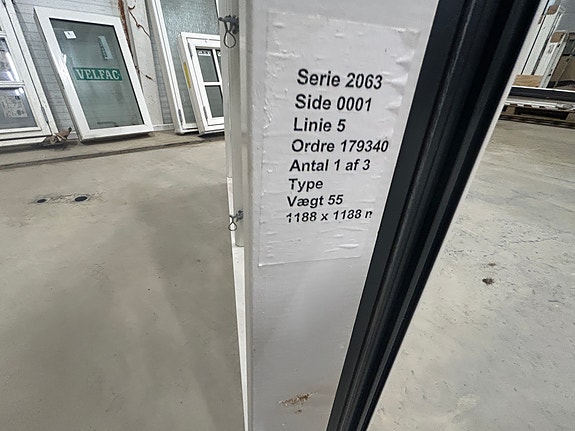 VELFAC
Serie 2063
Side 0001
Linie 5
Ordre 179340
Antal 1 af 3
Type
Vægt 55
1188 x 1188 m